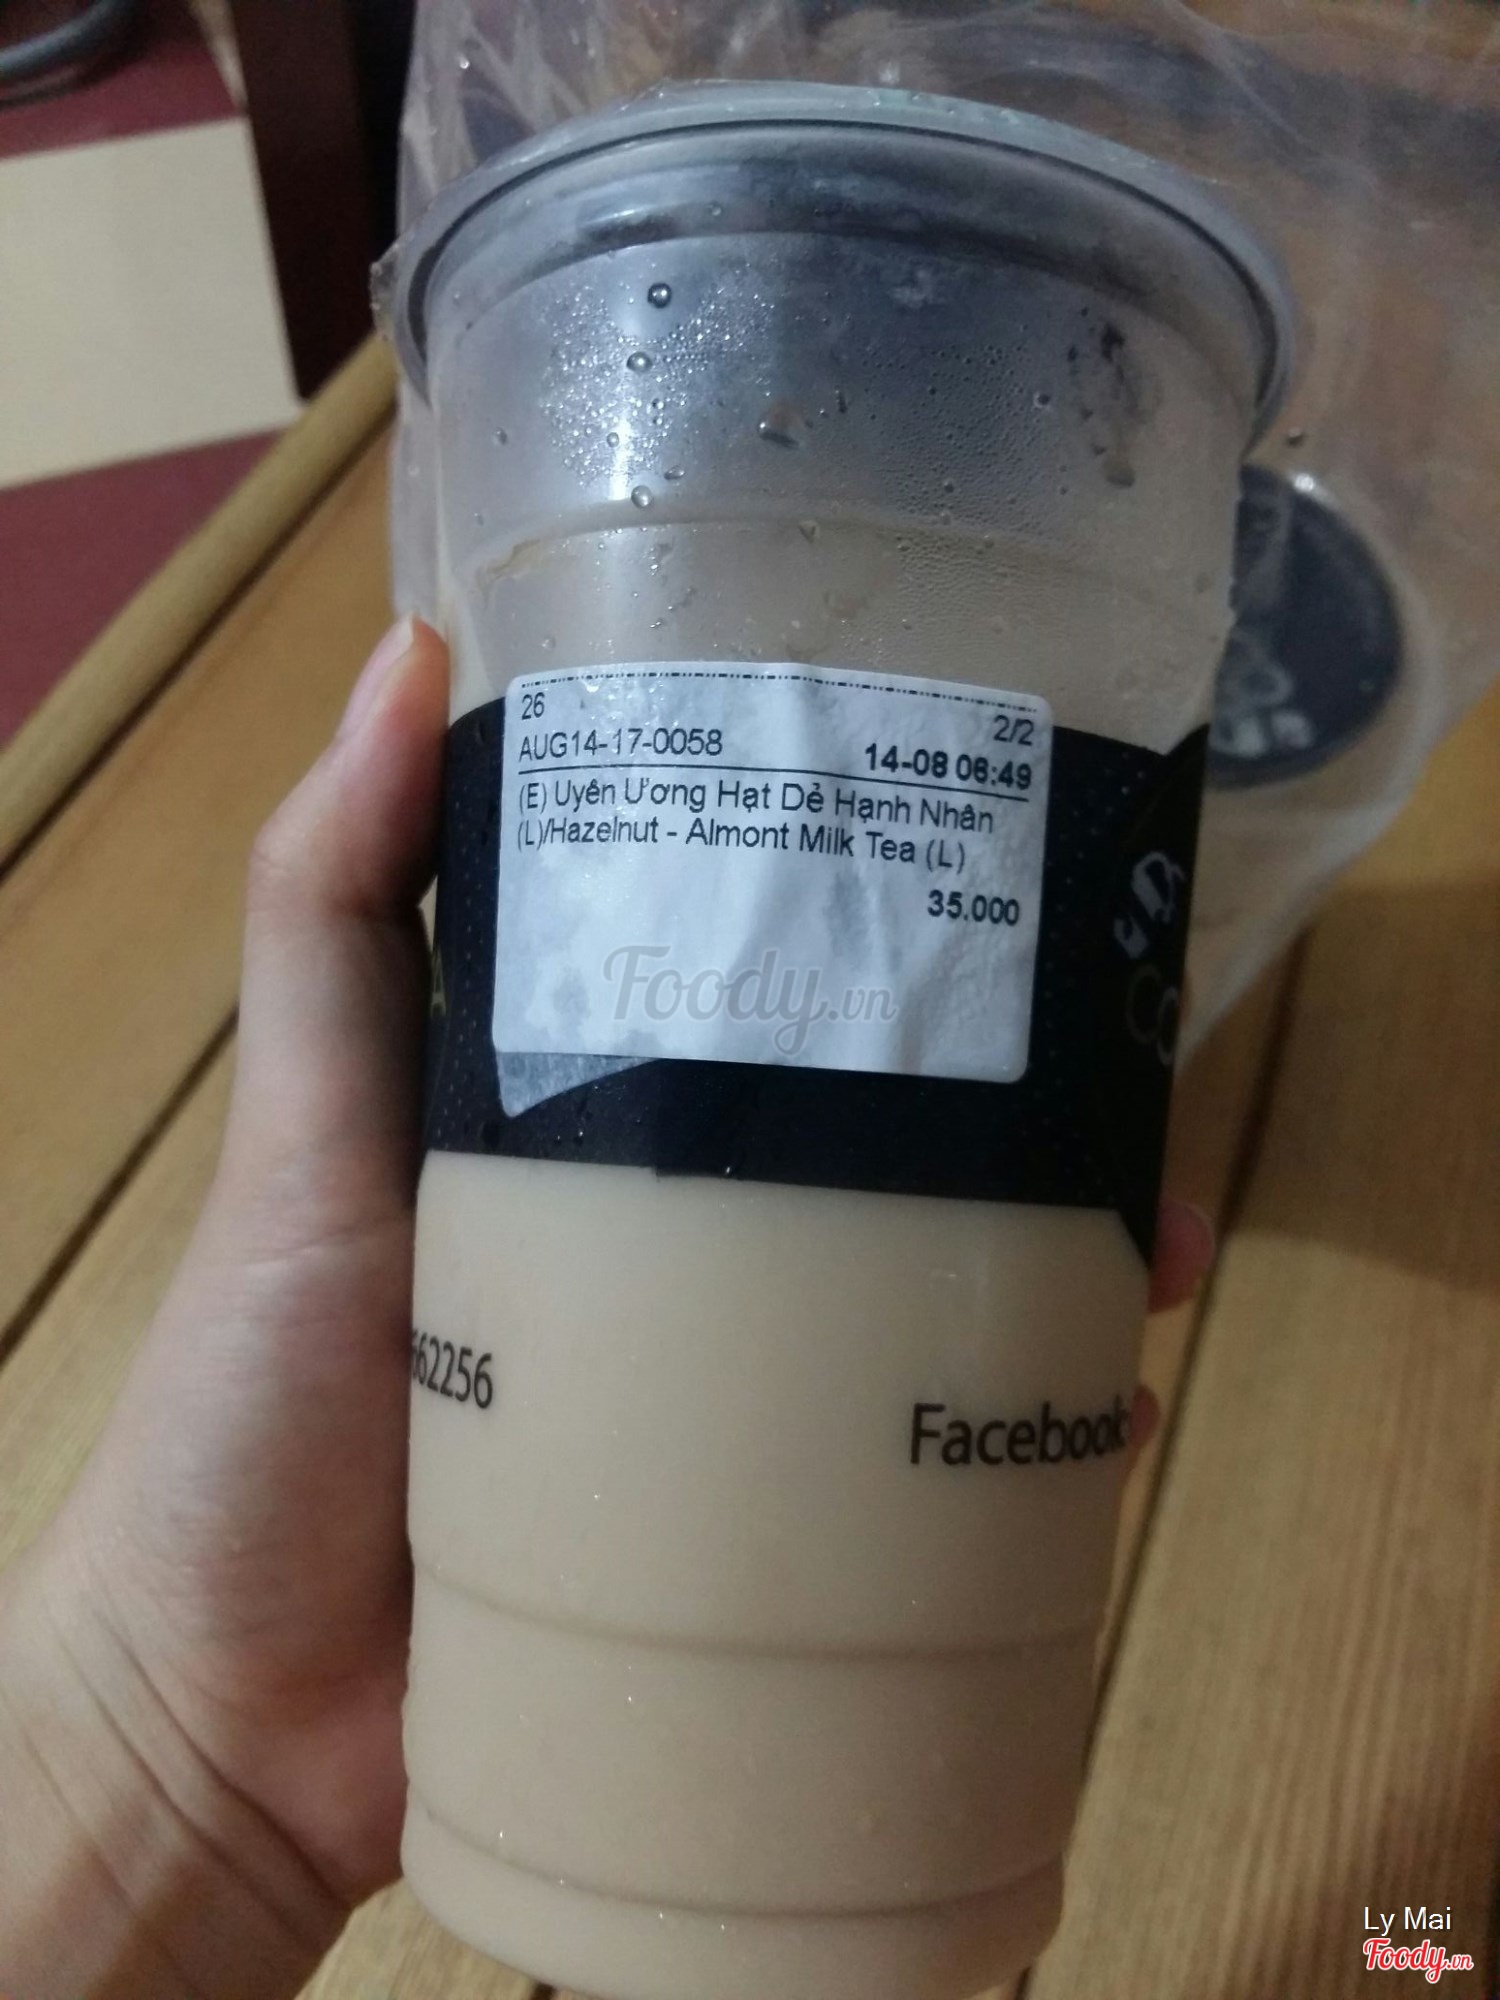 26
2/2
AUG14-17-0058
14-08 06:49
(E) Uyên Ương Hạt Dẻ Hạnh Nhân
(L)/Hazelnut - Almont Milk Tea (L)
35.000
Foody.vn
662256
Facebook
Ly Mai
Foody.vn